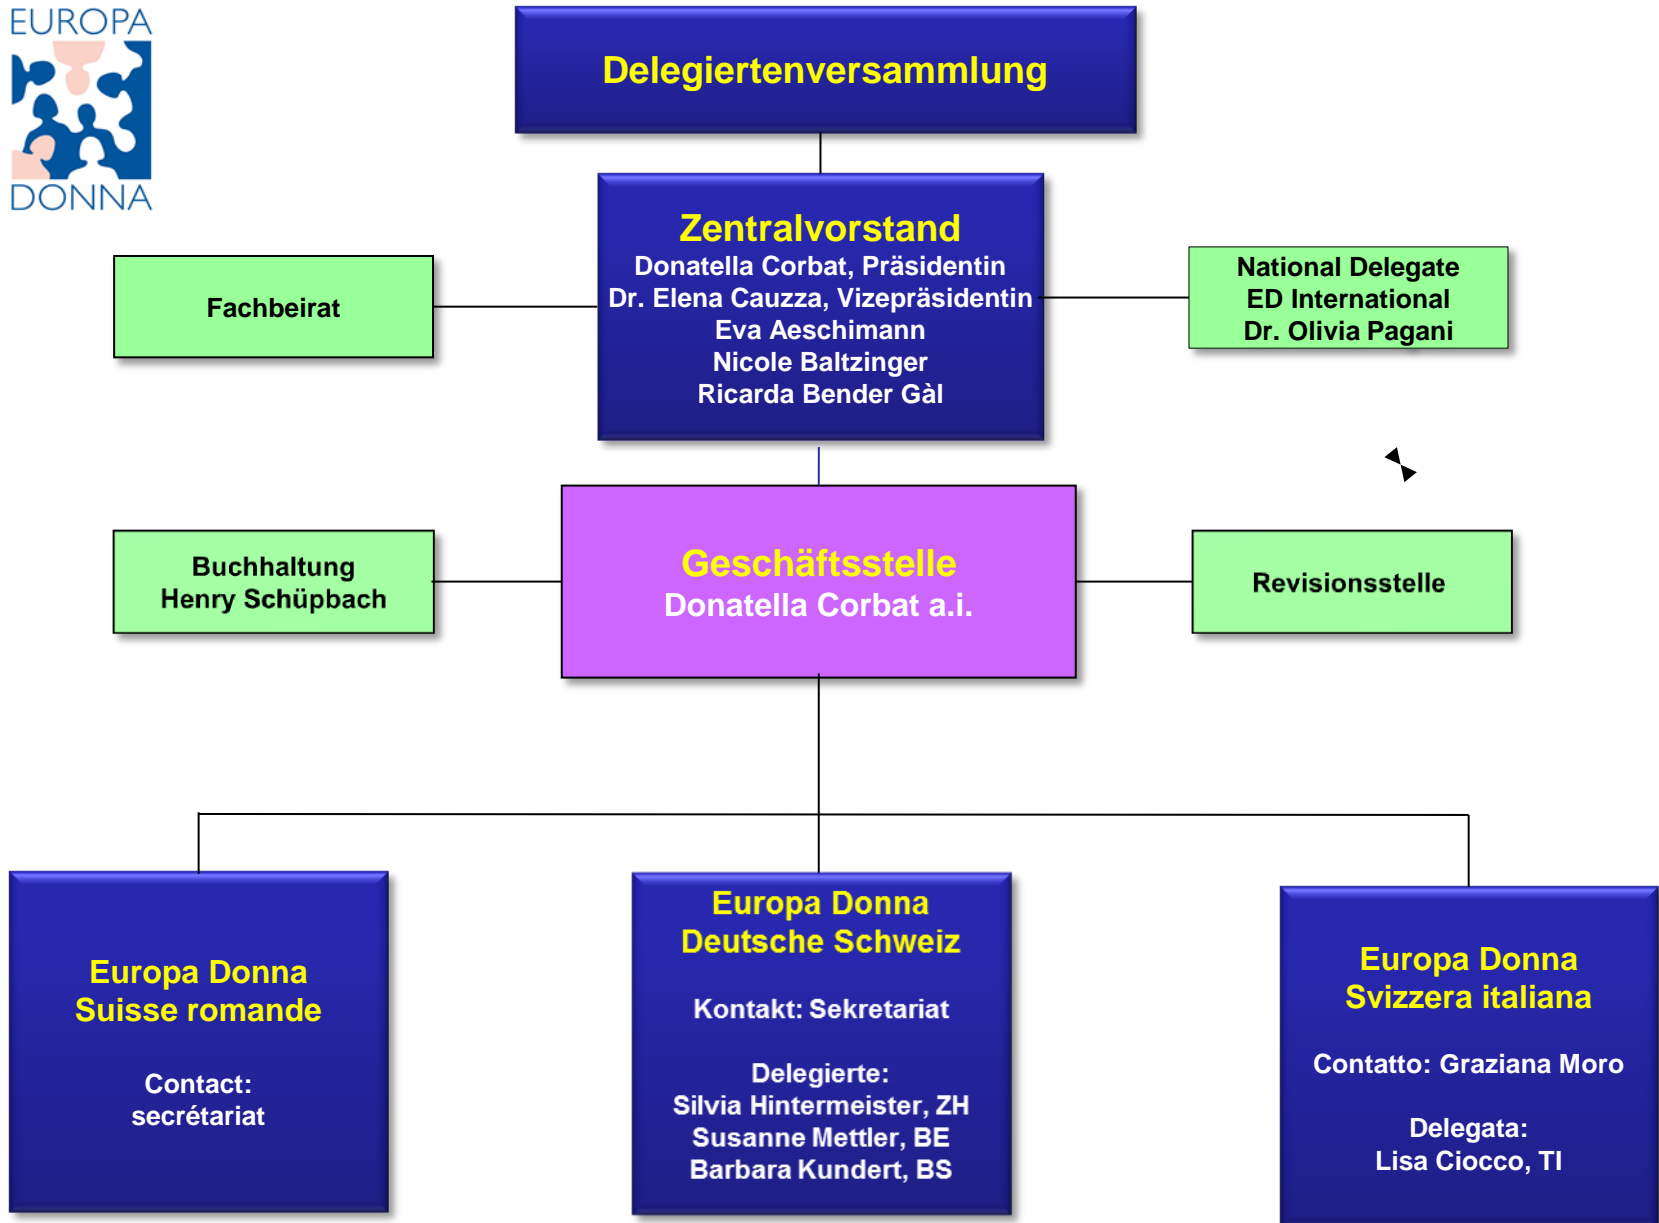 EUROPA
DONNA
Delegiertenversammlung
Zentralvorstand
Donatella Corbat, Präsidentin
Dr. Elena Cauzza, Vizepräsidentin
Eva Aeschimann
Nicole Baltzinger
Ricarda Bender Gàl
Fachbeirat
National Delegate
ED International
Dr. Olivia Pagani
Buchhaltung
Henry Schüpbach
Geschäftsstelle
Donatella Corbat a.i.
Revisionsstelle
Europa Donna
Suisse romande
Contact:
secrétariat
Europa Donna
Deutsche Schweiz
Kontakt: Sekretariat
Delegierte:
Silvia Hintermeister, ZH
Susanne Mettler, BE
Barbara Kundert, BS
Europa Donna
Svizzera italiana
Contatto: Graziana Moro
Delegata:
Lisa Ciocco, TI